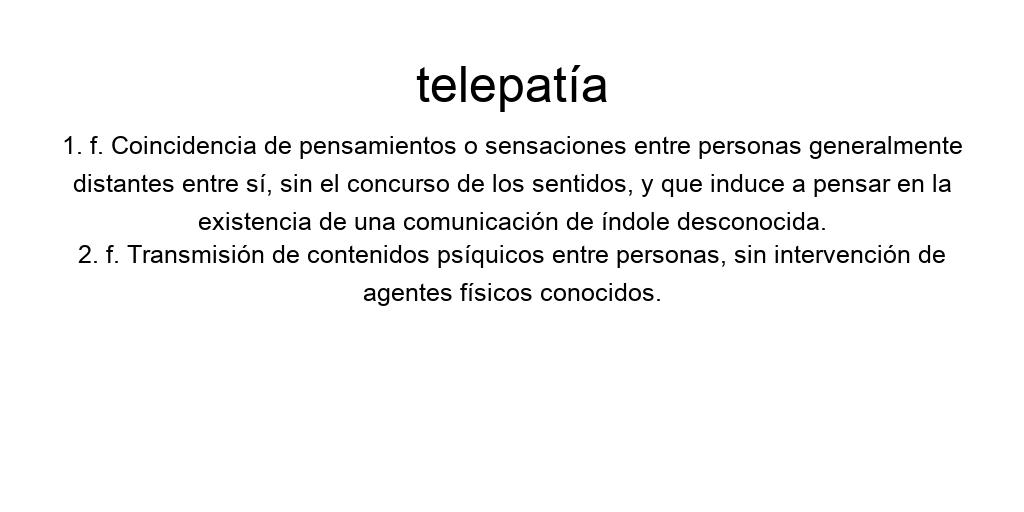 telepatía
1. f. Coincidencia de pensamientos o sensaciones entre personas generalmente
distantes entre sí, sin el concurso de los sentidos, y que induce a pensar en la
existencia de una comunicación de índole desconocida.
2. f. Transmisión de contenidos psíquicos entre personas, sin intervención de
agentes físicos conocidos.